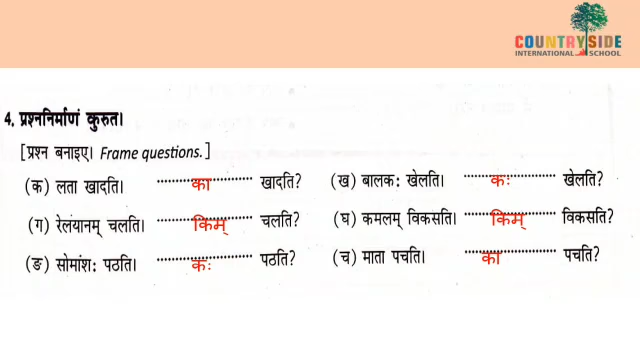 COUNTRYSIDE
INTERNATIONAL SCHOOL
4. प्रश्ननिर्माणं कुरुत।
[प्रश्न बनाइए। Frame questions.]
(क) लता खादति। का खादति? (ख) बालकः खेलति। कः खेलति?
(ग) रेलयानम् चलति। किम् चलति? (घ) कमलम् विकसति। किम् विकसति?
(ङ) सोमांशः पठति। कः पठति? (च) माता पचति। का पचति?